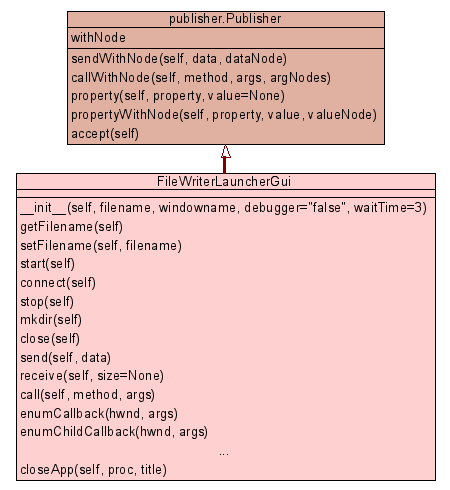 publisher.Publisher
withNode
sendWithNode(self, data, dataNode)
callWithNode(self, method, args, argNodes)
property(self, property, value=None)
propertyWithNode(self, property, value, valueNode)
accept(self)
FileWriterLauncherGui
__init__(self, filename, windowname, debugger="false", waitTime=3)
getFilename(self)
setFilename(self, filename)
start(self)
connect(self)
stop(self)
mkdir(self)
close(self)
send(self, data)
receive(self, size=None)
call(self, method, args)
enumCallback(hwnd, args)
enumChildCallback(hwnd, args)
...
closeApp(self, proc, title)